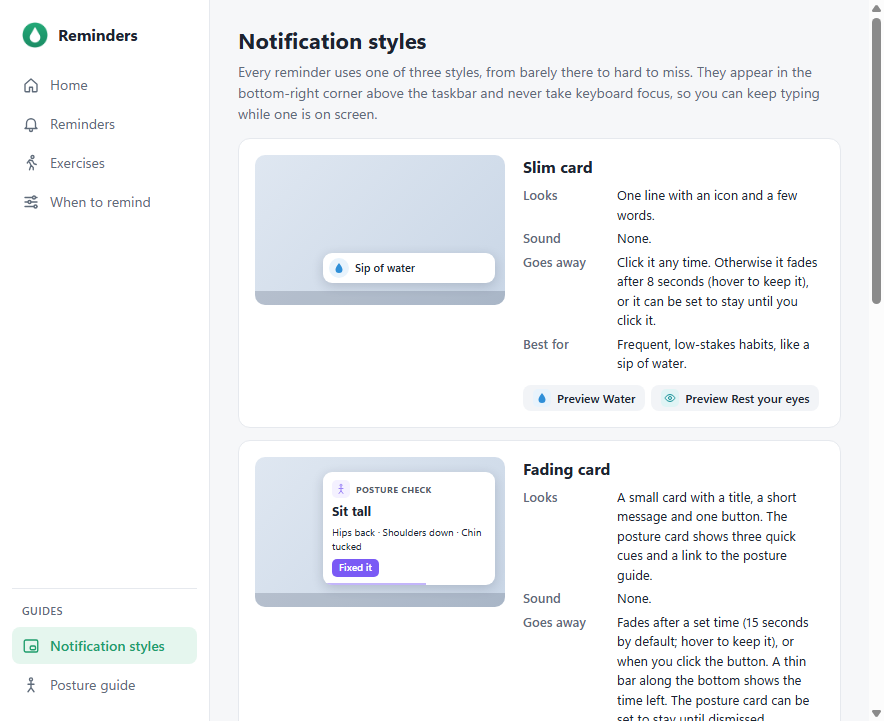 Reminders
Home
Reminders
Exercises
When to remind
GUIDES
Notification styles
Posture guide
Notification styles
Every reminder uses one of three styles, from barely there to hard to miss. They appear in the
bottom-right corner above the taskbar and never take keyboard focus, so you can keep typing
while one is on screen.
Sip of water
Slim card
Looks
One line with an icon and a few
words.
Sound
None.
Goes away
Click it any time. Otherwise it fades
after 8 seconds (hover to keep it),
or it can be set to stay until you
click it.
Best for
Frequent, low-stakes habits, like a
sip of water.
Preview Water
Preview Rest your eyes
POSTURE CHECK
Sit tall
Hips back · Shoulders down · Chin
tucked
Fixed it
Fading card
Looks
A small card with a title, a short
message and one button. The
posture card shows three quick
cues and a link to the posture
guide.
Sound
None.
Goes away
Fades after a set time (15 seconds
by default; hover to keep it), or
when you click the button. A thin
bar along the bottom shows the
time left. The posture card can be
set to stay until dismissed